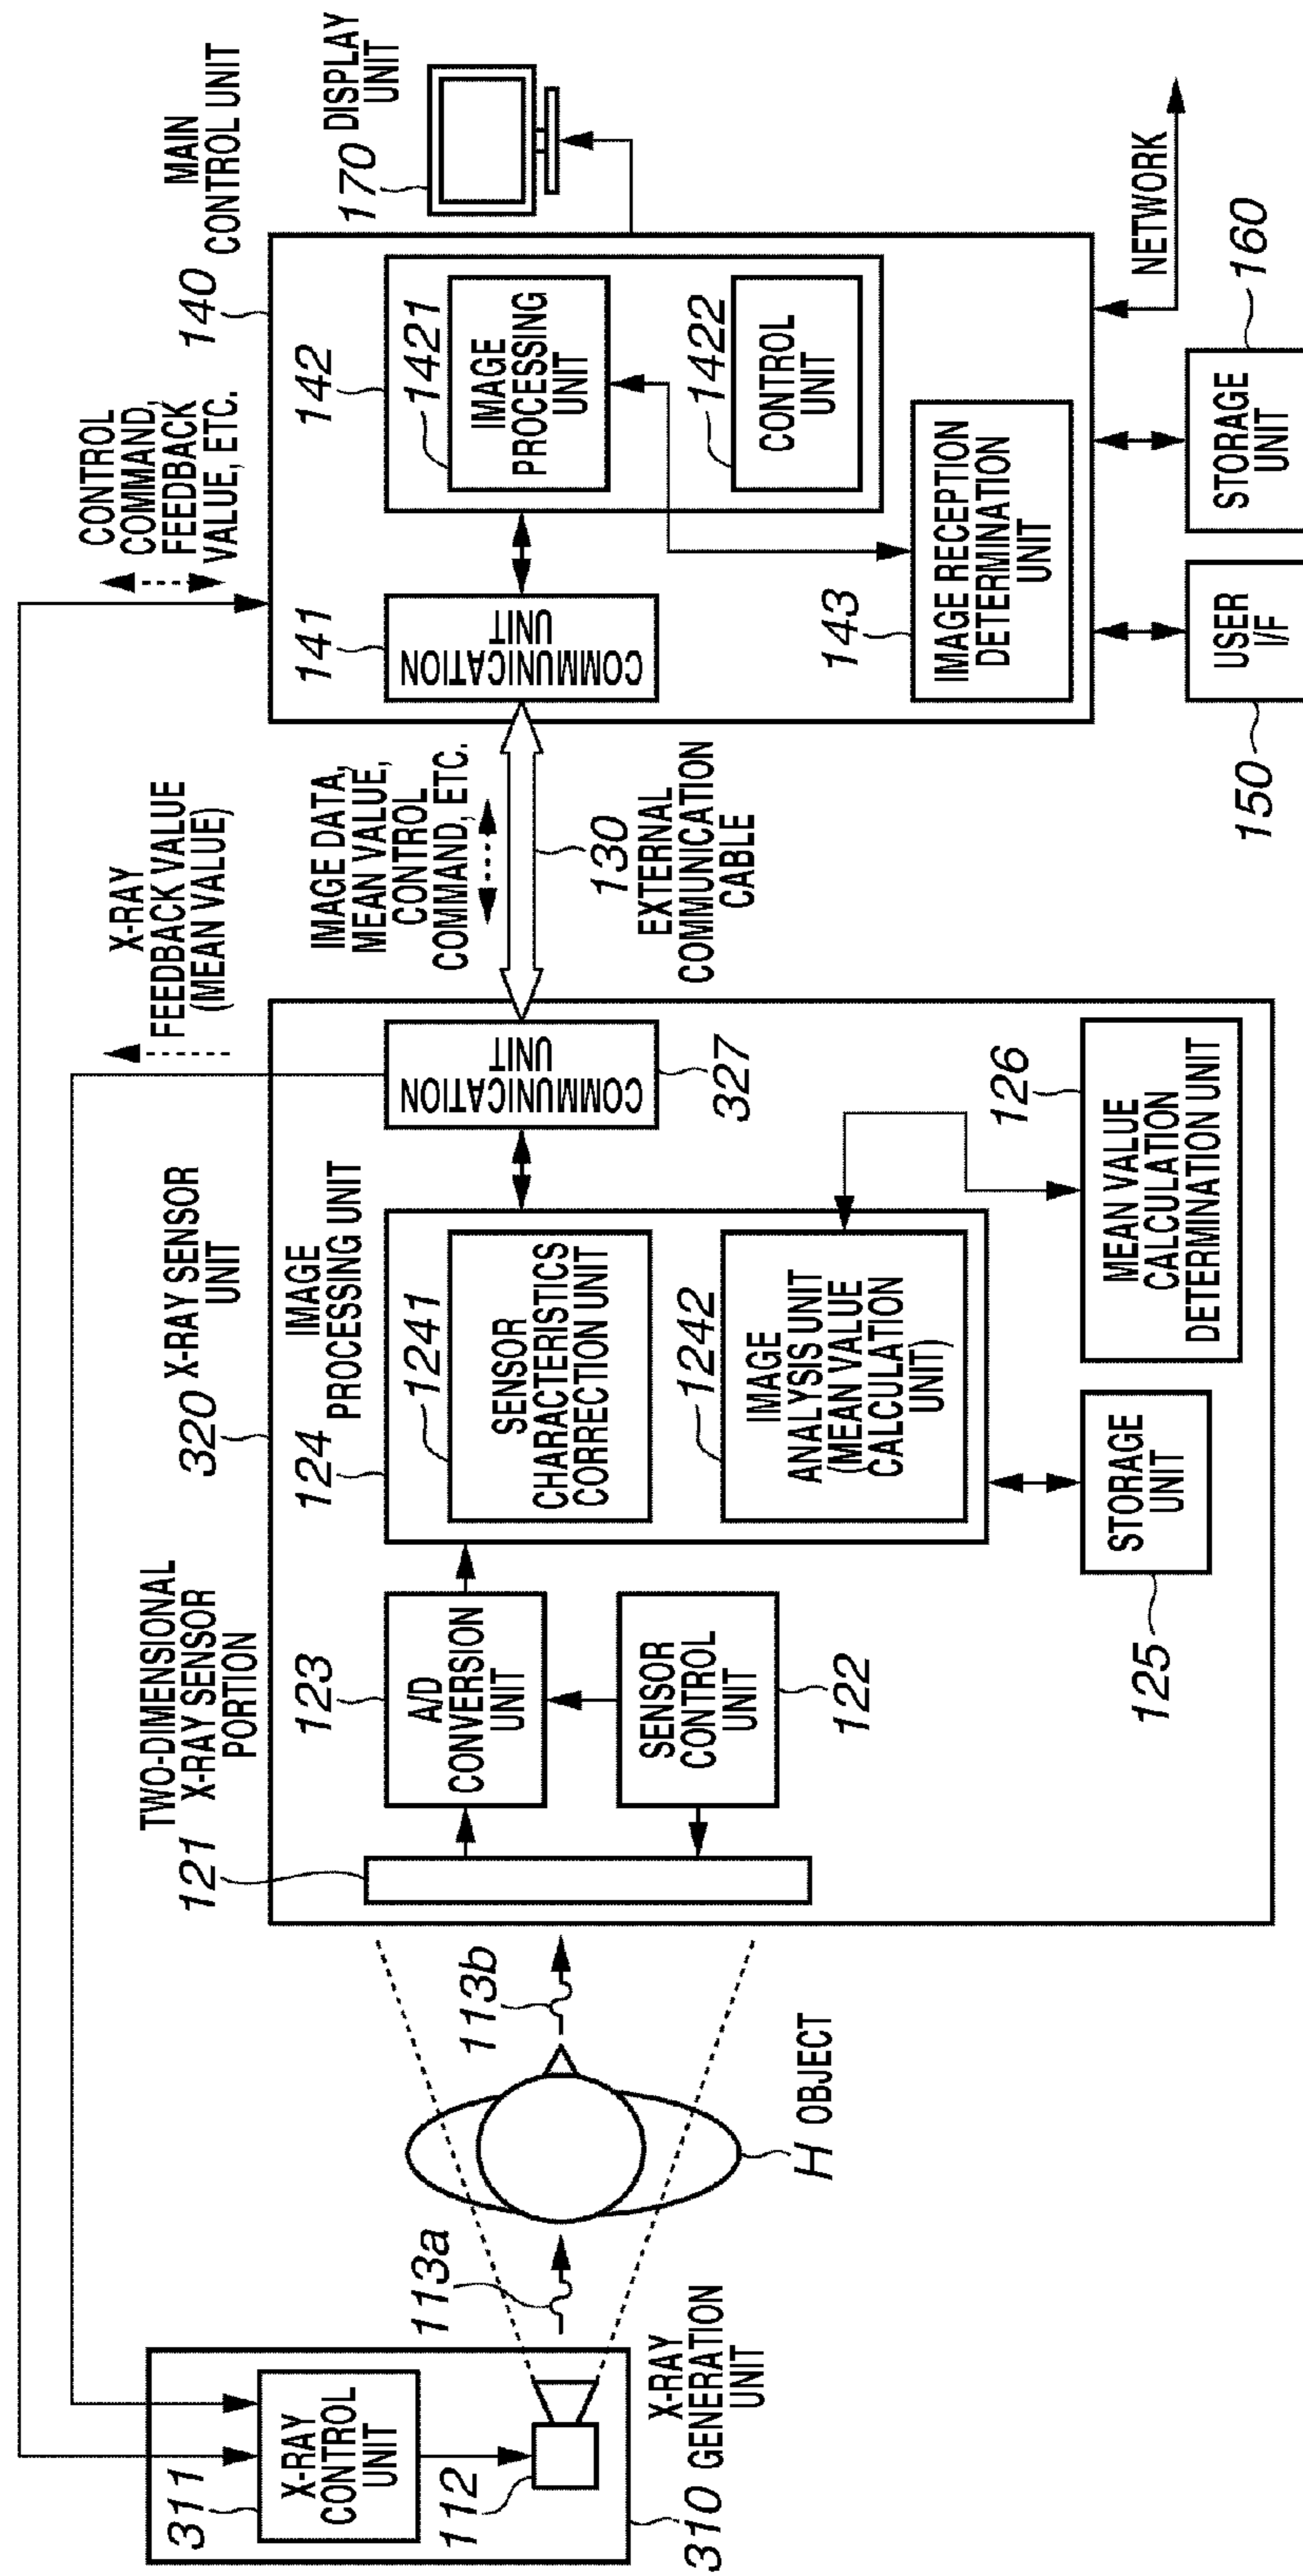 CONTROL
COMMAND,
FEEDBACK
VALUE, ETC.
X-RAY
FEEDBACK VALUE
(MEAN VALUE)
311
X-RAY
CONTROL
UNIT
112
310
X-RAY
GENERATION
UNIT
113a
113b
H OBJECT
320
X-RAY SENSOR
UNIT
TWO-DIMENSIONAL
X-RAY SENSOR
PORTION
121
123
A/D
CONVERSION
UNIT
SENSOR
CONTROL
UNIT
122
124
IMAGE
PROCESSING UNIT
1241
SENSOR
CHARACTERISTICS
CORRECTION UNIT
1242
IMAGE
ANALYSIS UNIT
(MEAN VALUE
CALCULATION
UNIT)
STORAGE
UNIT
125
126
MEAN VALUE
CALCULATION
DETERMINATION UNIT
COMMUNICATION
UNIT
327
IMAGE DATA,
MEAN VALUE,
CONTROL
COMMAND, ETC.
130
EXTERNAL
COMMUNICATION
CABLE
140
MAIN
CONTROL UNIT
141
COMMUNICATION
UNIT
142
1421
IMAGE
PROCESSING
UNIT
1422
CONTROL
UNIT
143
IMAGE RECEPTION
DETERMINATION
UNIT
170
DISPLAY
UNIT
NETWORK
USER
I/F
150
STORAGE
UNIT
160